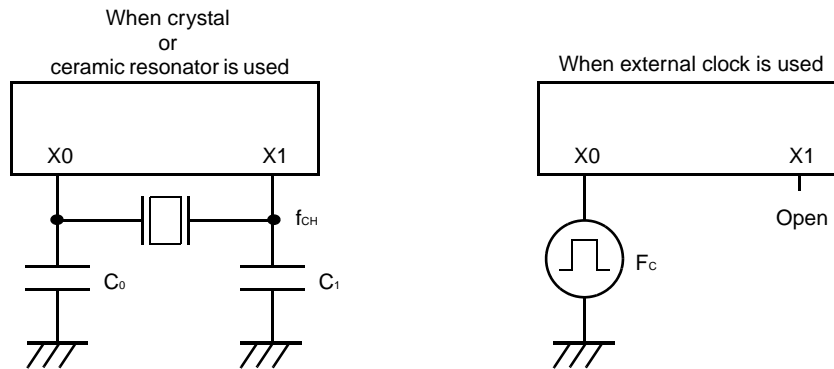 When crystal
or
ceramic resonator is used
X0 X1
fCH
C0 C1
When external clock is used
X0 X1
Open
FC